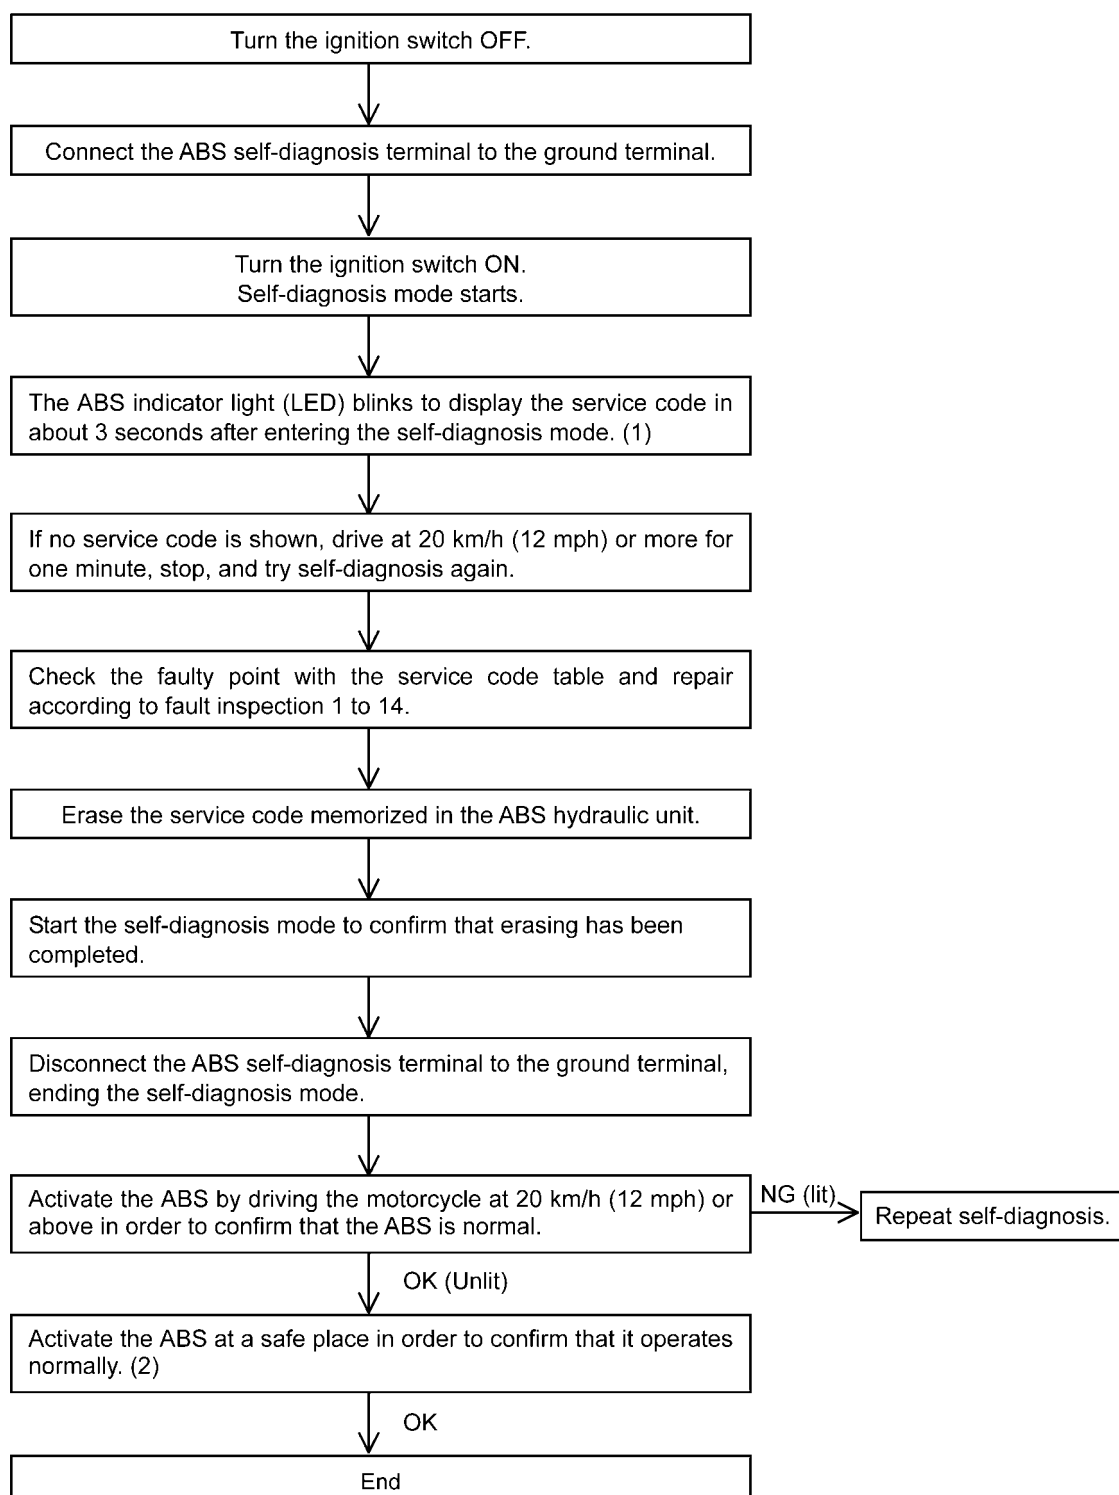 Turn the ignition switch OFF.
Connect the ABS self-diagnosis terminal to the ground terminal.
Turn the ignition switch ON.
Self-diagnosis mode starts.
The ABS indicator light (LED) blinks to display the service code in
about 3 seconds after entering the self-diagnosis mode. (1)
If no service code is shown, drive at 20 km/h (12 mph) or more for
one minute, stop, and try self-diagnosis again.
Check the faulty point with the service code table and repair
according to fault inspection 1 to 14.
Erase the service code memorized in the ABS hydraulic unit.
Start the self-diagnosis mode to confirm that erasing has been
completed.
Disconnect the ABS self-diagnosis terminal to the ground terminal,
ending the self-diagnosis mode.
Activate the ABS by driving the motorcycle at 20 km/h (12 mph) or
above in order to confirm that the ABS is normal.
NG (lit)
Repeat self-diagnosis.
OK (Unlit)
Activate the ABS at a safe place in order to confirm that it operates
normally. (2)
OK
End